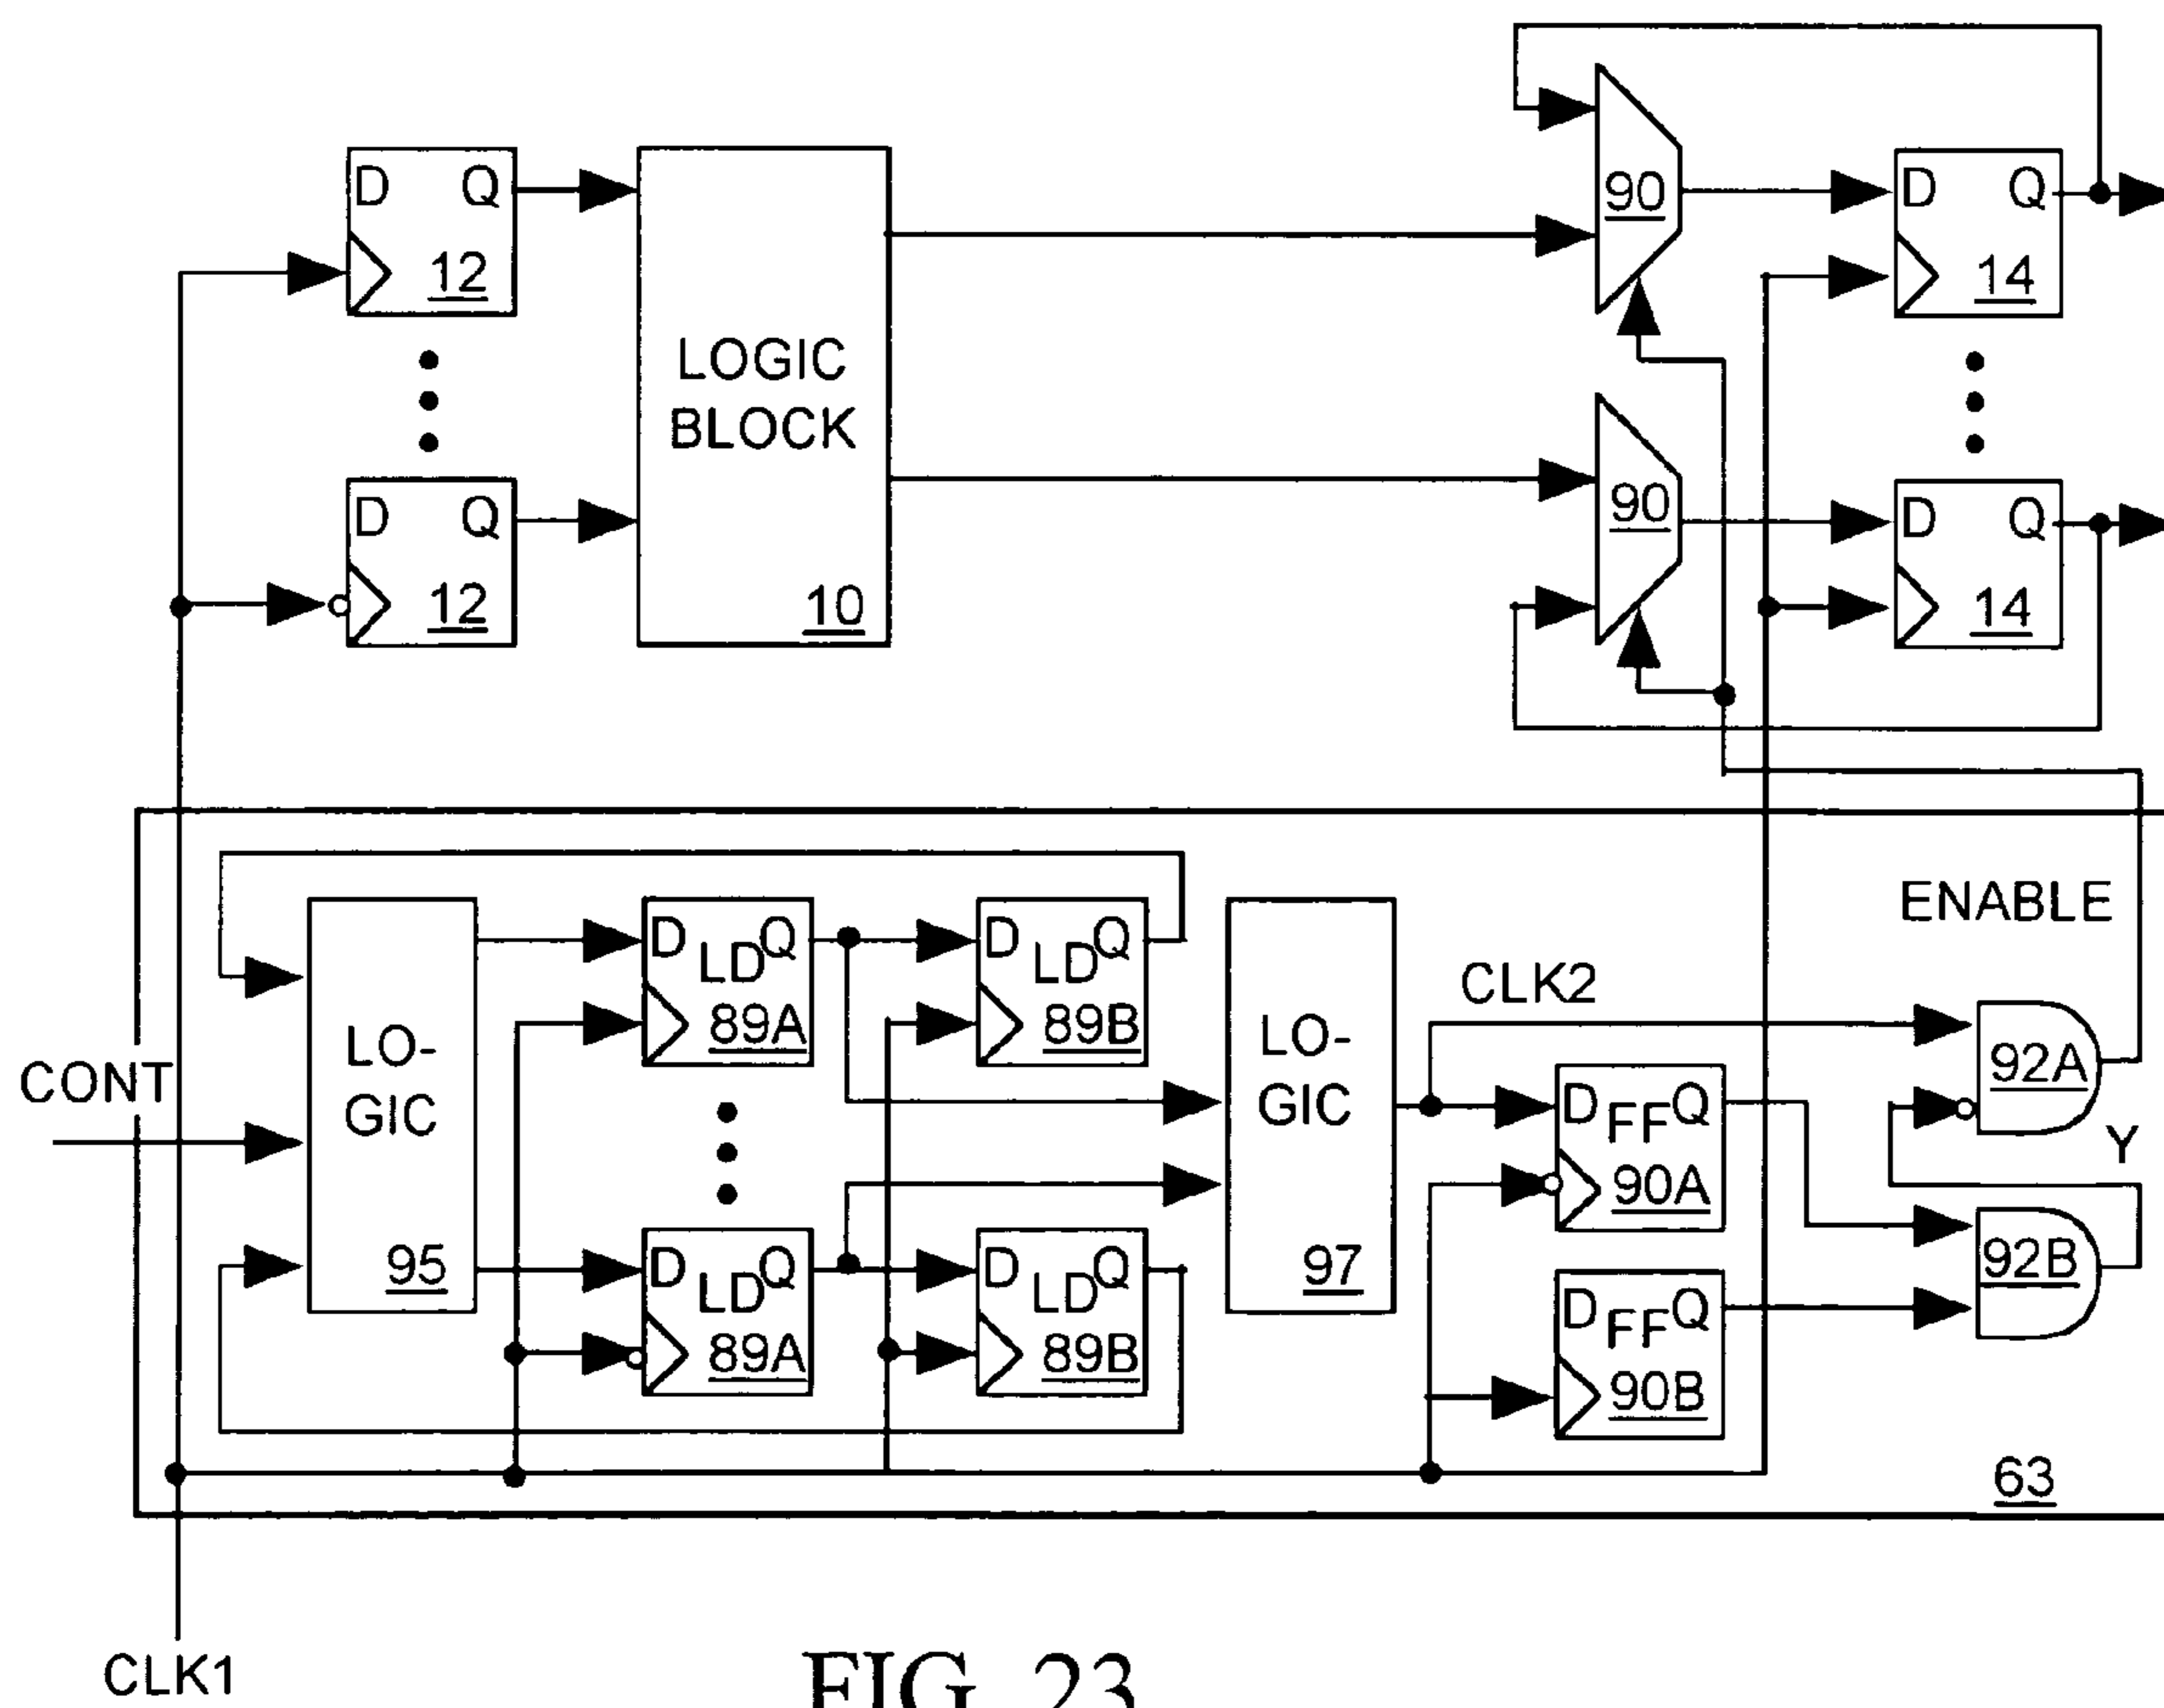 D Q
12
D Q
12
LOGIC
BLOCK
10
90
90
D Q
14
D Q
14
CONT
LO-
GIC
95
D LD Q
89A
D LD Q
89B
D LD Q
89A
D LD Q
89B
LO-
GIC
97
CLK2
ENABLE
D FF Q
90A
D FF Q
90B
92A
Y
92B
63
CLK1
FIG. 23